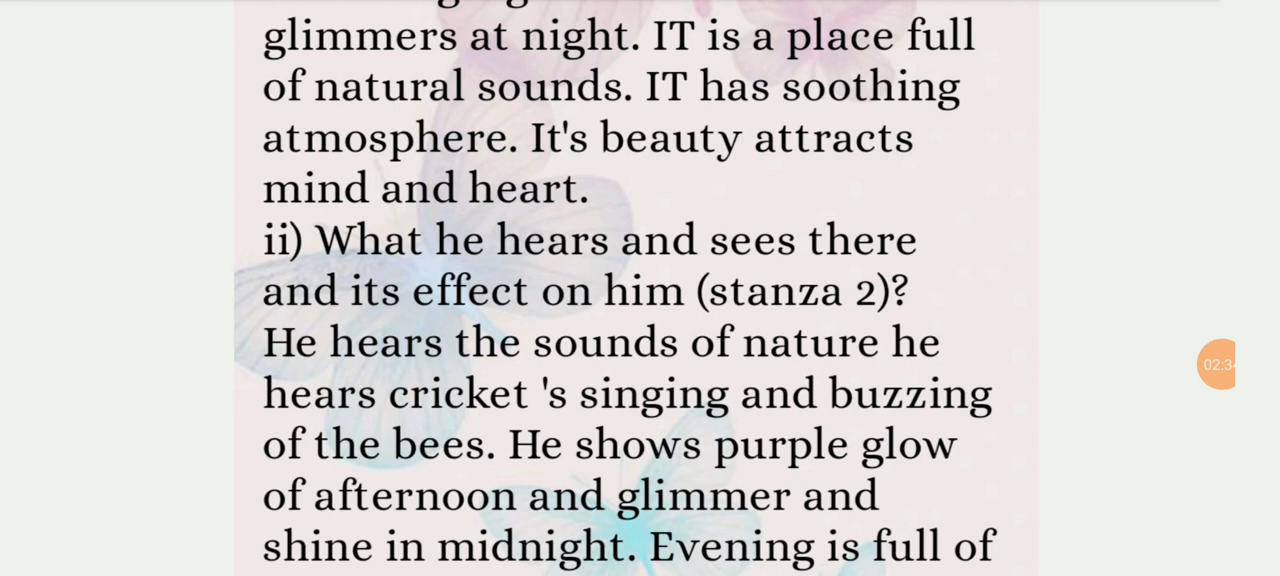 glimmers at night. IT is a place full
of natural sounds. IT has soothing
atmosphere. It's beauty attracts
mind and heart.
ii) What he hears and sees there
and its effect on him (stanza 2)?
He hears the sounds of nature he
hears cricket 's singing and buzzing
of the bees. He shows purple glow
of afternoon and glimmer and
shine in midnight. Evening is full of